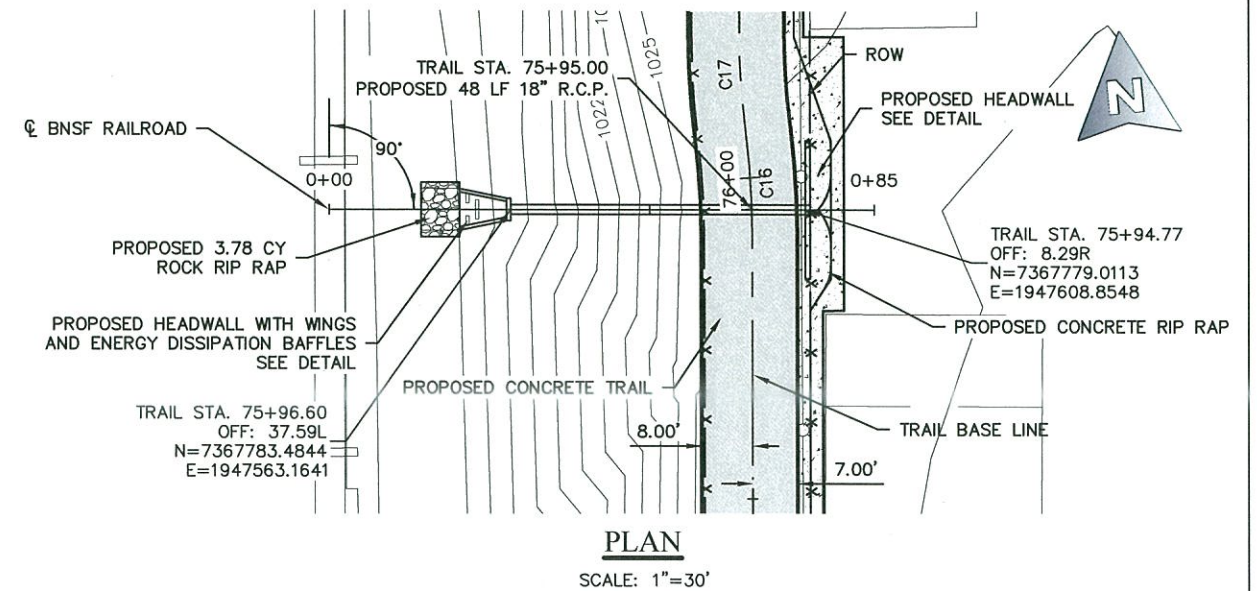 TRAIL STA. 75+95.00
PROPOSED 48 LF 18" R.C.P.
1025
1022
C17
ROW
PROPOSED HEADWALL
SEE DETAIL
N
℄ BNSF RAILROAD
90°
0+00
76+00
C16
0+85
PROPOSED 3.78 CY
ROCK RIP RAP
TRAIL STA. 75+94.77
OFF: 8.29R
N=7367779.0113
E=1947608.8548
PROPOSED HEADWALL WITH WINGS
AND ENERGY DISSIPATION BAFFLES
SEE DETAIL
PROPOSED CONCRETE RIP RAP
PROPOSED CONCRETE TRAIL
TRAIL STA. 75+96.60
OFF: 37.59L
N=7367783.4844
E=1947563.1641
8.00'
TRAIL BASE LINE
7.00'
PLAN
SCALE: 1"=30'